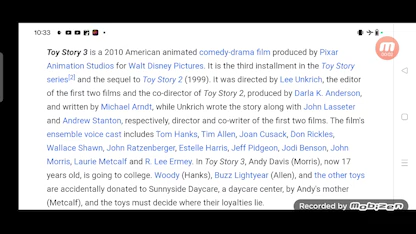 10:33
Toy Story 3 is a 2010 American animated comedy-drama film produced by Pixar
Animation Studios for Walt Disney Pictures. It is the third installment in the Toy Story
series[2] and the sequel to Toy Story 2 (1999). It was directed by Lee Unkrich, the editor
of the first two films and the co-director of Toy Story 2, produced by Darla K. Anderson,
and written by Michael Arndt, while Unkrich wrote the story along with John Lasseter
and Andrew Stanton, respectively, director and co-writer of the first two films. The film's
ensemble voice cast includes Tom Hanks, Tim Allen, Joan Cusack, Don Rickles,
Wallace Shawn, John Ratzenberger, Estelle Harris, Jeff Pidgeon, Jodi Benson, John
Morris, Laurie Metcalf and R. Lee Ermey. In Toy Story 3, Andy Davis (Morris), now 17
years old, is going to college. Woody (Hanks), Buzz Lightyear (Allen), and the other toys
are accidentally donated to Sunnyside Daycare, a daycare center, by Andy's mother
(Metcalf), and the toys must decide where their loyalties lie.
Recorded by Mobizen